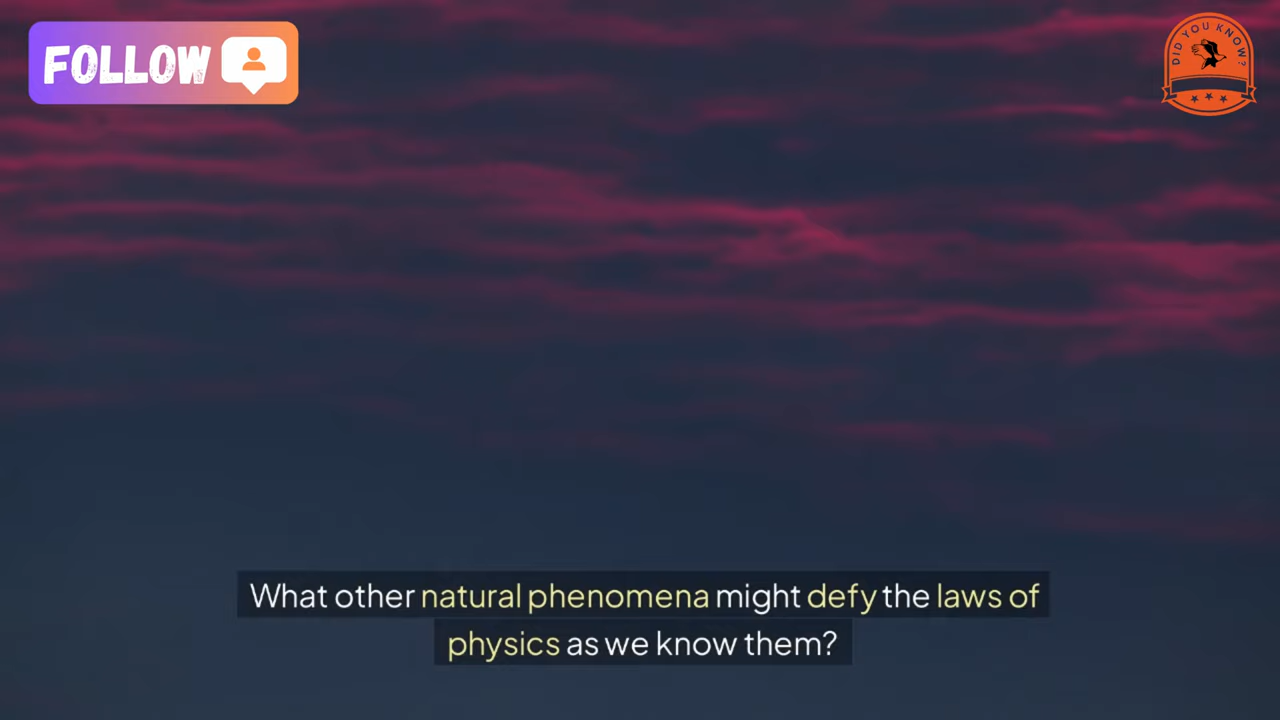 FOLLOW
DID YOU KNOW?
What other natural phenomena might defy the laws of
physics as we know them?